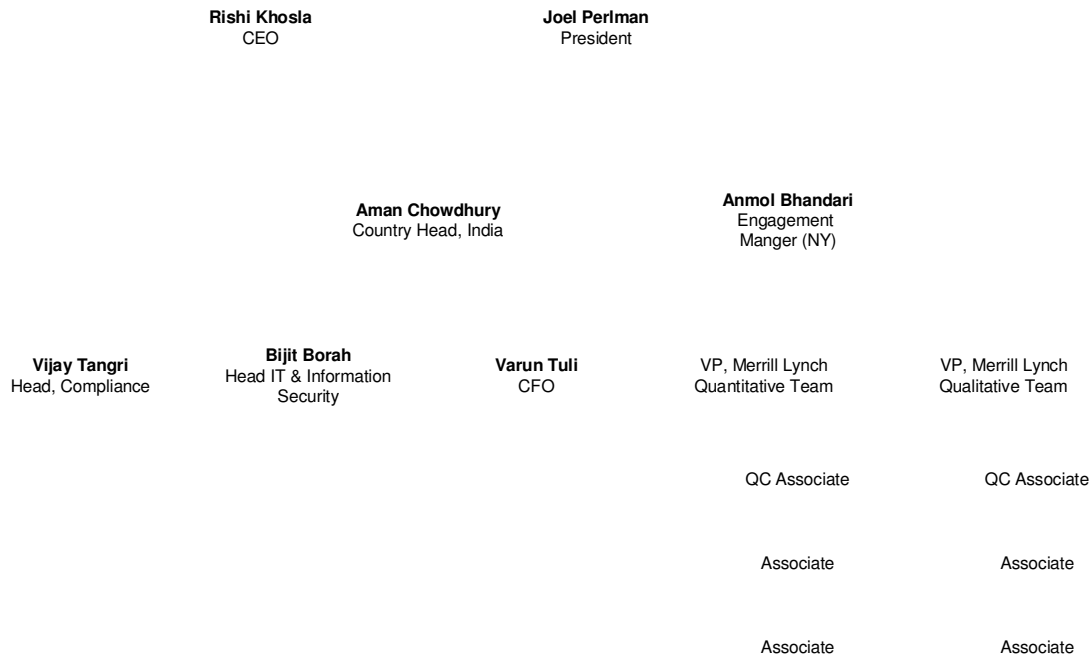 Rishi Khosla
CEO
Joel Perlman
President
Aman Chowdhury
Country Head, India
Anmol Bhandari
Engagement
Manger (NY)
Vijay Tangri
Head, Compliance
Bijit Borah
Head IT & Information
Security
Varun Tuli
CFO
VP, Merrill Lynch
Quantitative Team
VP, Merrill Lynch
Qualitative Team
QC Associate
QC Associate
Associate
Associate
Associate
Associate